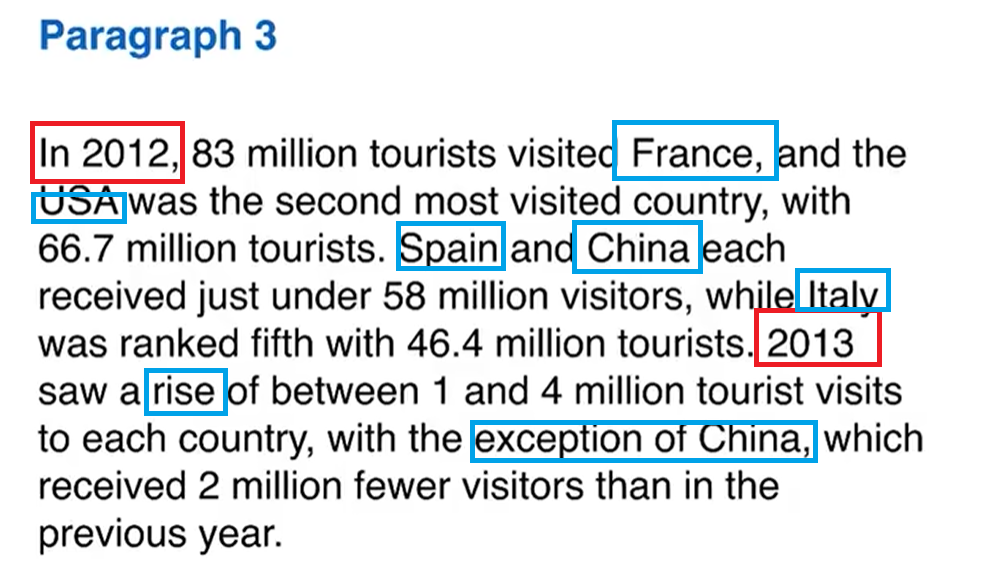 Paragraph 3
In 2012, 83 million tourists visited France, and the
USA was the second most visited country, with
66.7 million tourists. Spain and China each
received just under 58 million visitors, while Italy
was ranked fifth with 46.4 million tourists. 2013
saw a rise of between 1 and 4 million tourist visits
to each country, with the exception of China, which
received 2 million fewer visitors than in the
previous year.